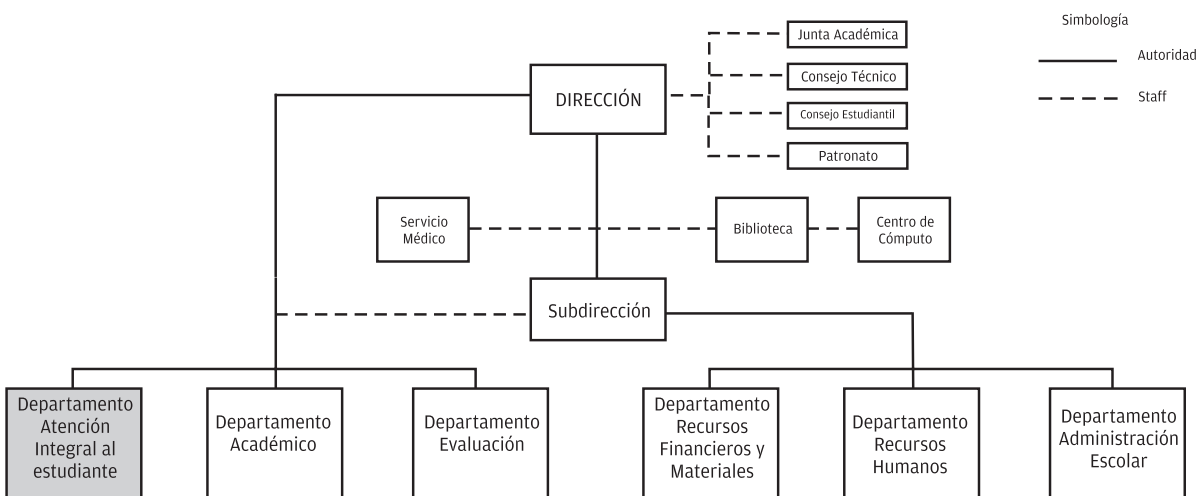 Simbología
Autoridad
Staff
Junta Académica
Consejo Técnico
Consejo Estudiantil
Patronato
DIRECCIÓN
Servicio
Médico
Biblioteca
Centro de
Cómputo
Subdirección
Departamento
Atención
Integral al
estudiante
Departamento
Académico
Departamento
Evaluación
Departamento
Recursos
Financieros y
Materiales
Departamento
Recursos
Humanos
Departamento
Administración
Escolar